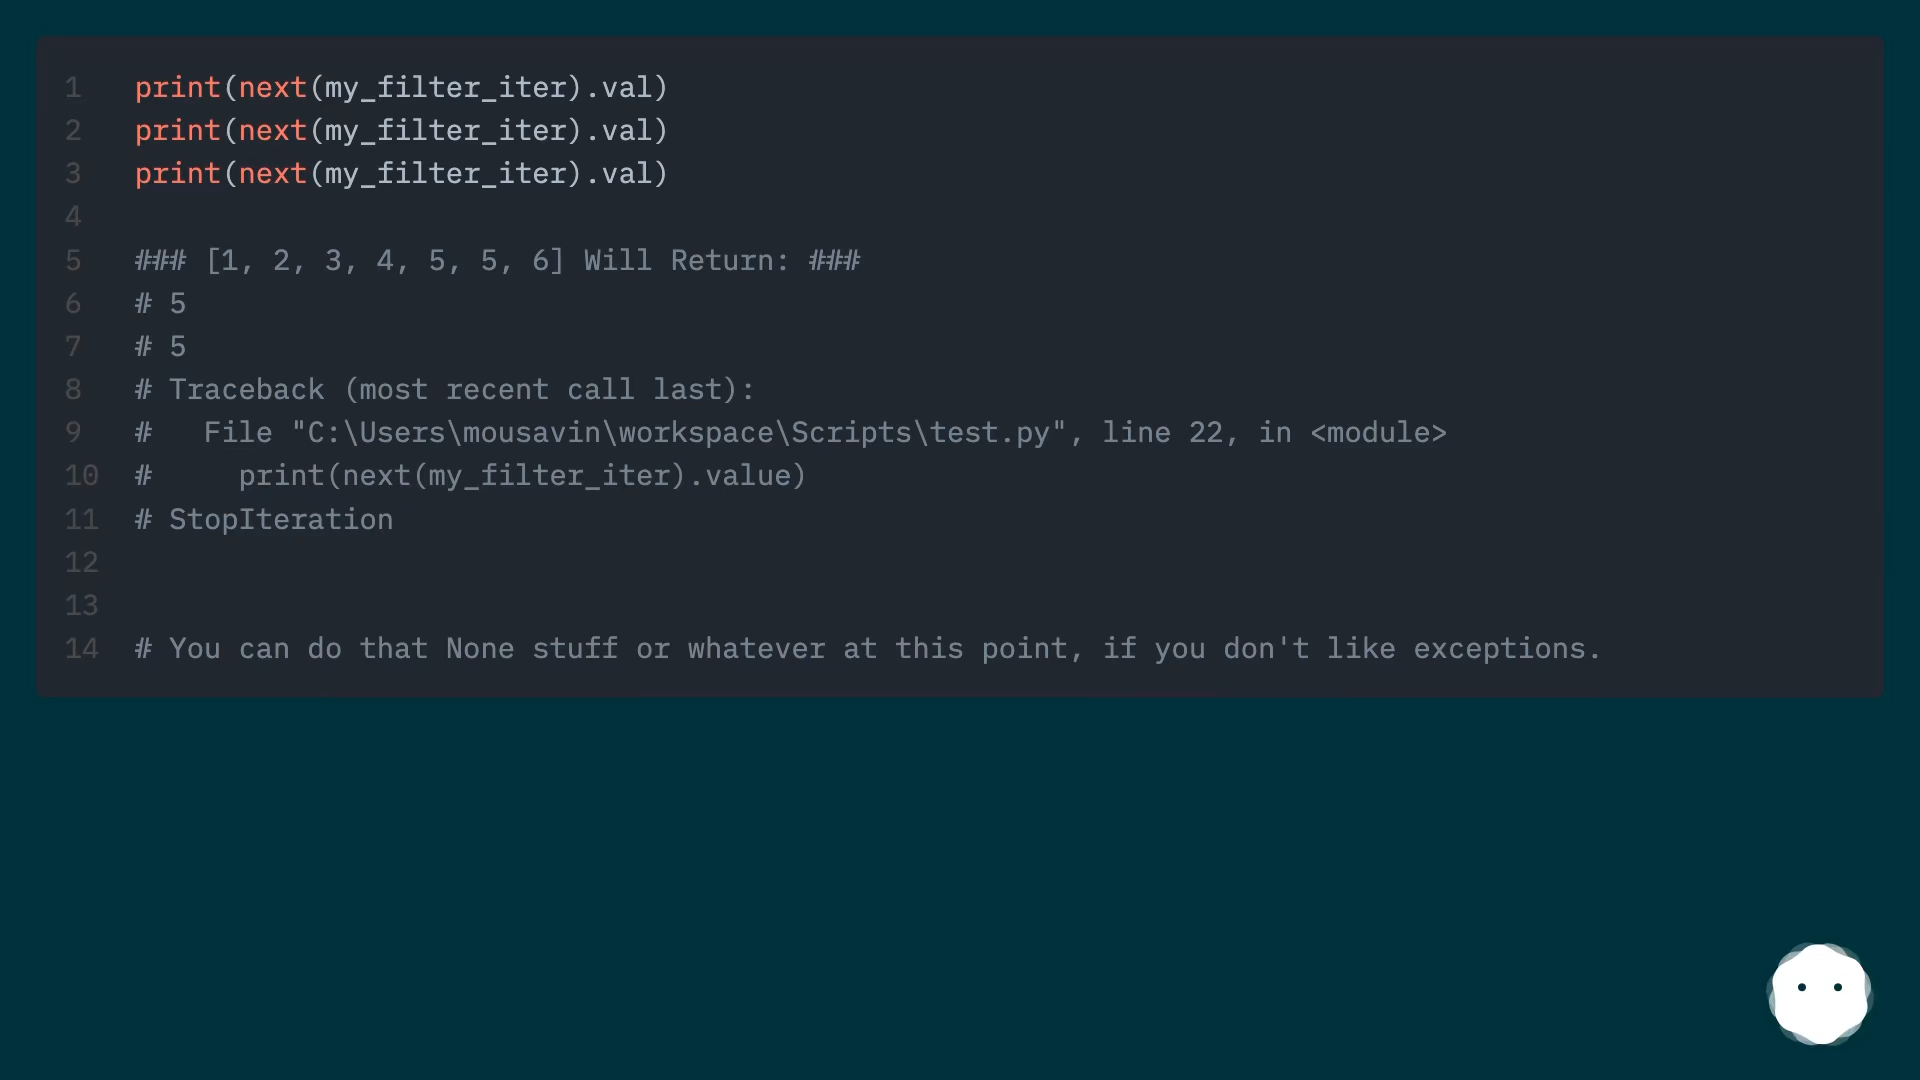 1 print(next(my_filter_iter).val)
2 print(next(my_filter_iter).val)
3 print(next(my_filter_iter).val)
4
5 ### [1, 2, 3, 4, 5, 5, 6] Will Return: ###
6 # 5
7 # 5
8 # Traceback (most recent call last):
9 #   File "C:\Users\mousavin\workspace\Scripts\test.py", line 22, in <module>
10 #     print(next(my_filter_iter).value)
11 # StopIteration
12
13
14 # You can do that None stuff or whatever at this point, if you don't like exceptions.